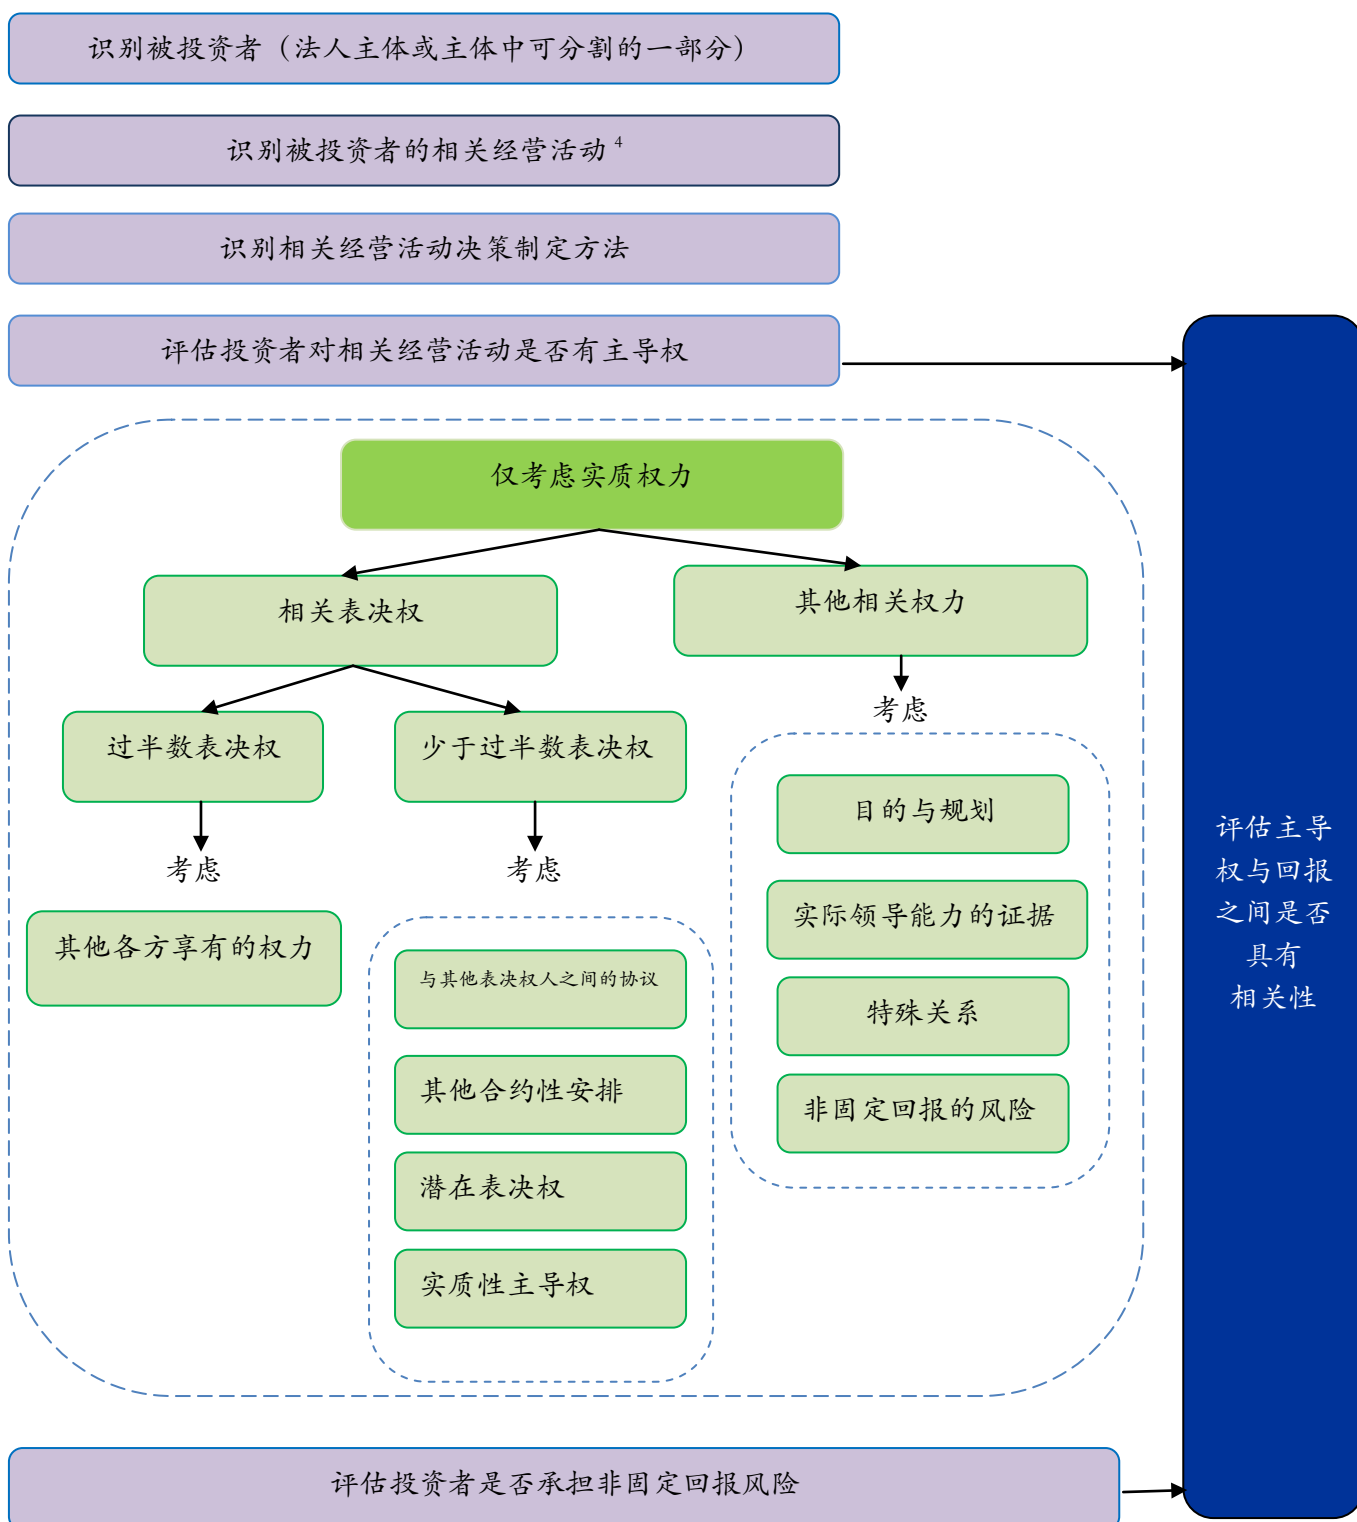 识别被投资者（法人主体或主体中可分割的一部分）
识别被投资者的相关经营活动 4
识别相关经营活动决策制定方法
评估投资者对相关经营活动是否有主导权
仅考虑实质权力
相关表决权
其他相关权力
考虑
过半数表决权
少于过半数表决权
考虑
考虑
目的与规划
实际领导能力的证据
特殊关系
非固定回报的风险
其他各方享有的权力
与其他表决权人之间的协议
其他合约性安排
潜在表决权
实质性主导权
评估主导
权与回报
之间是否
具有
相关性
评估投资者是否承担非固定回报风险